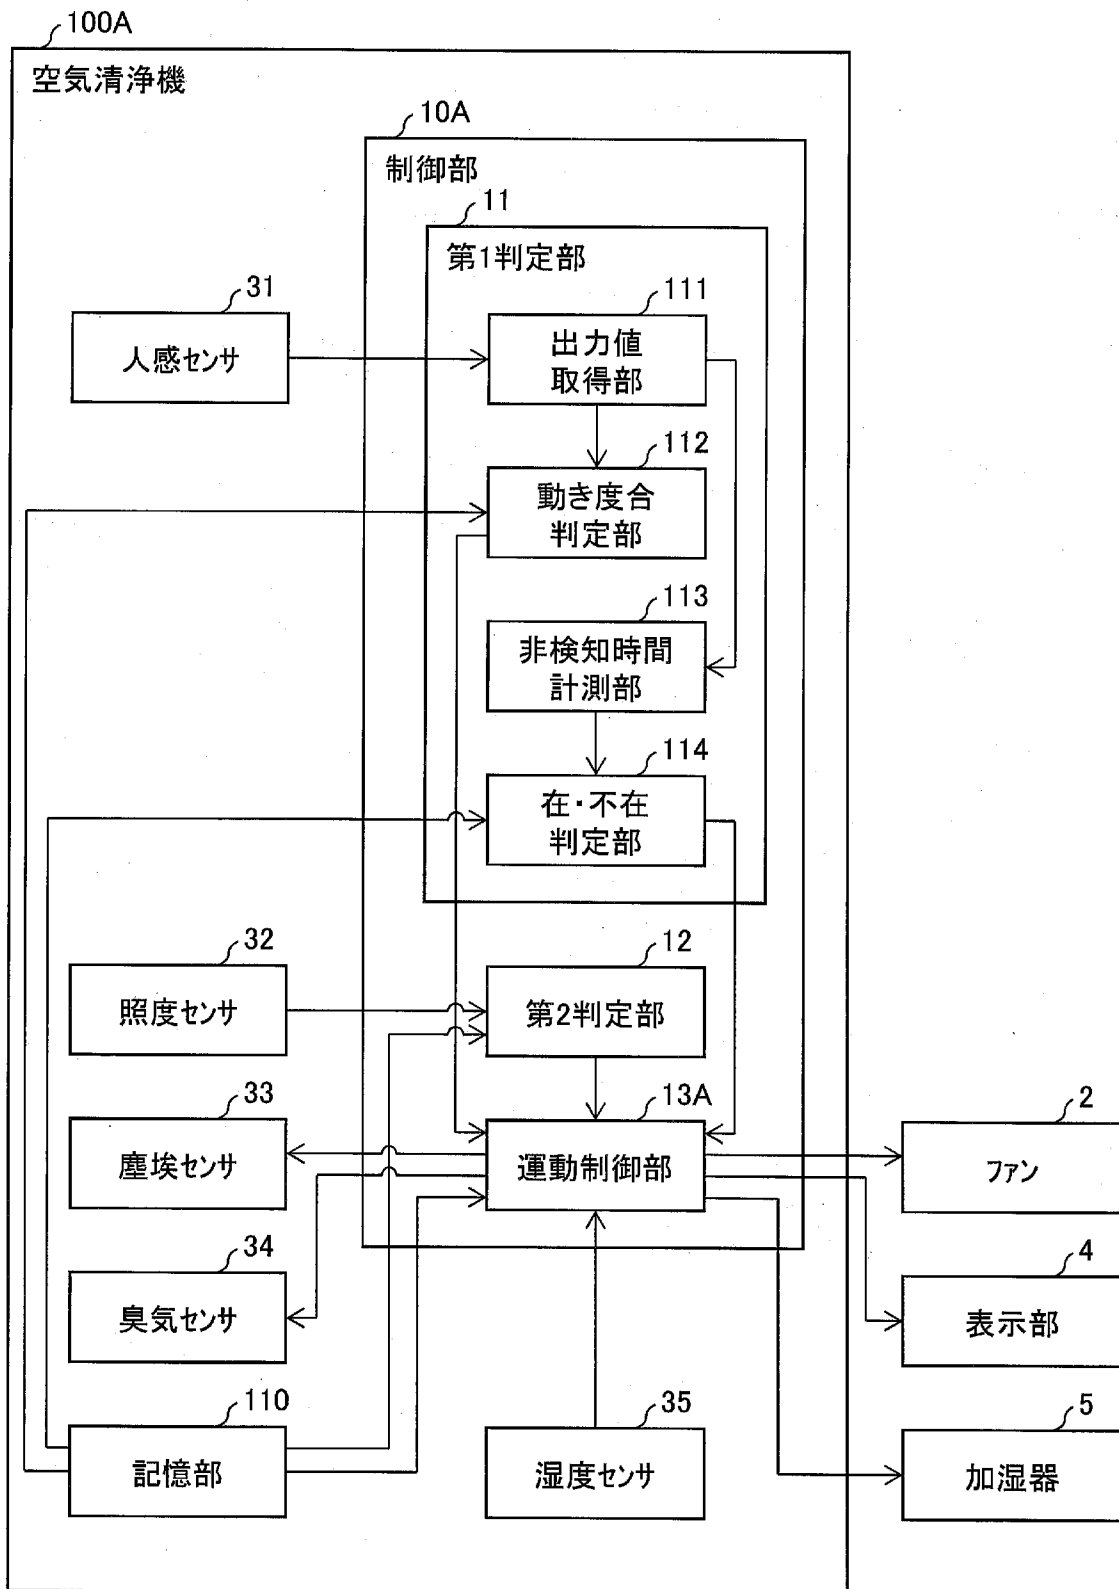 100A
空気清浄機
10A
制御部
11
第1判定部
31
人感センサ
111
出力値
取得部
112
動き度合
判定部
113
非検知時間
計測部
114
在・不在
判定部
32
照度センサ
12
第2判定部
33
塵埃センサ
13A
運動制御部
2
ファン
34
臭気センサ
4
表示部
110
記憶部
35
湿度センサ
5
加湿器